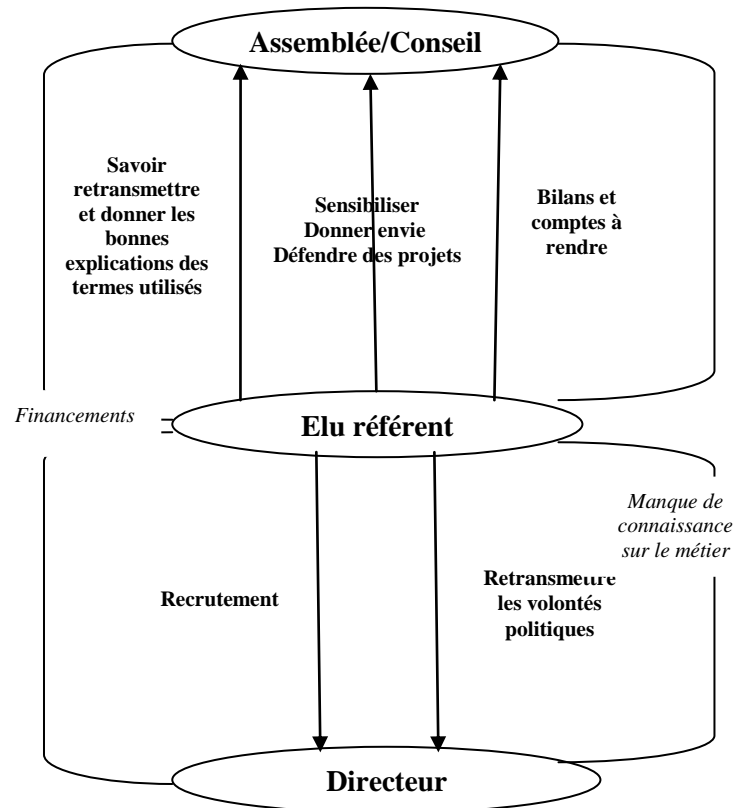 Assemblée/Conseil
Savoir
retransmettre
et donner les
bonnes
explications des
termes utilisés
Sensibiliser
Donner envie
Défendre des projets
Bilans et
comptes à
rendre
Financements
Elu référent
Manque de
connaissance
sur le métier
Recrutement
Retransmettre
les volontés
politiques
Directeur